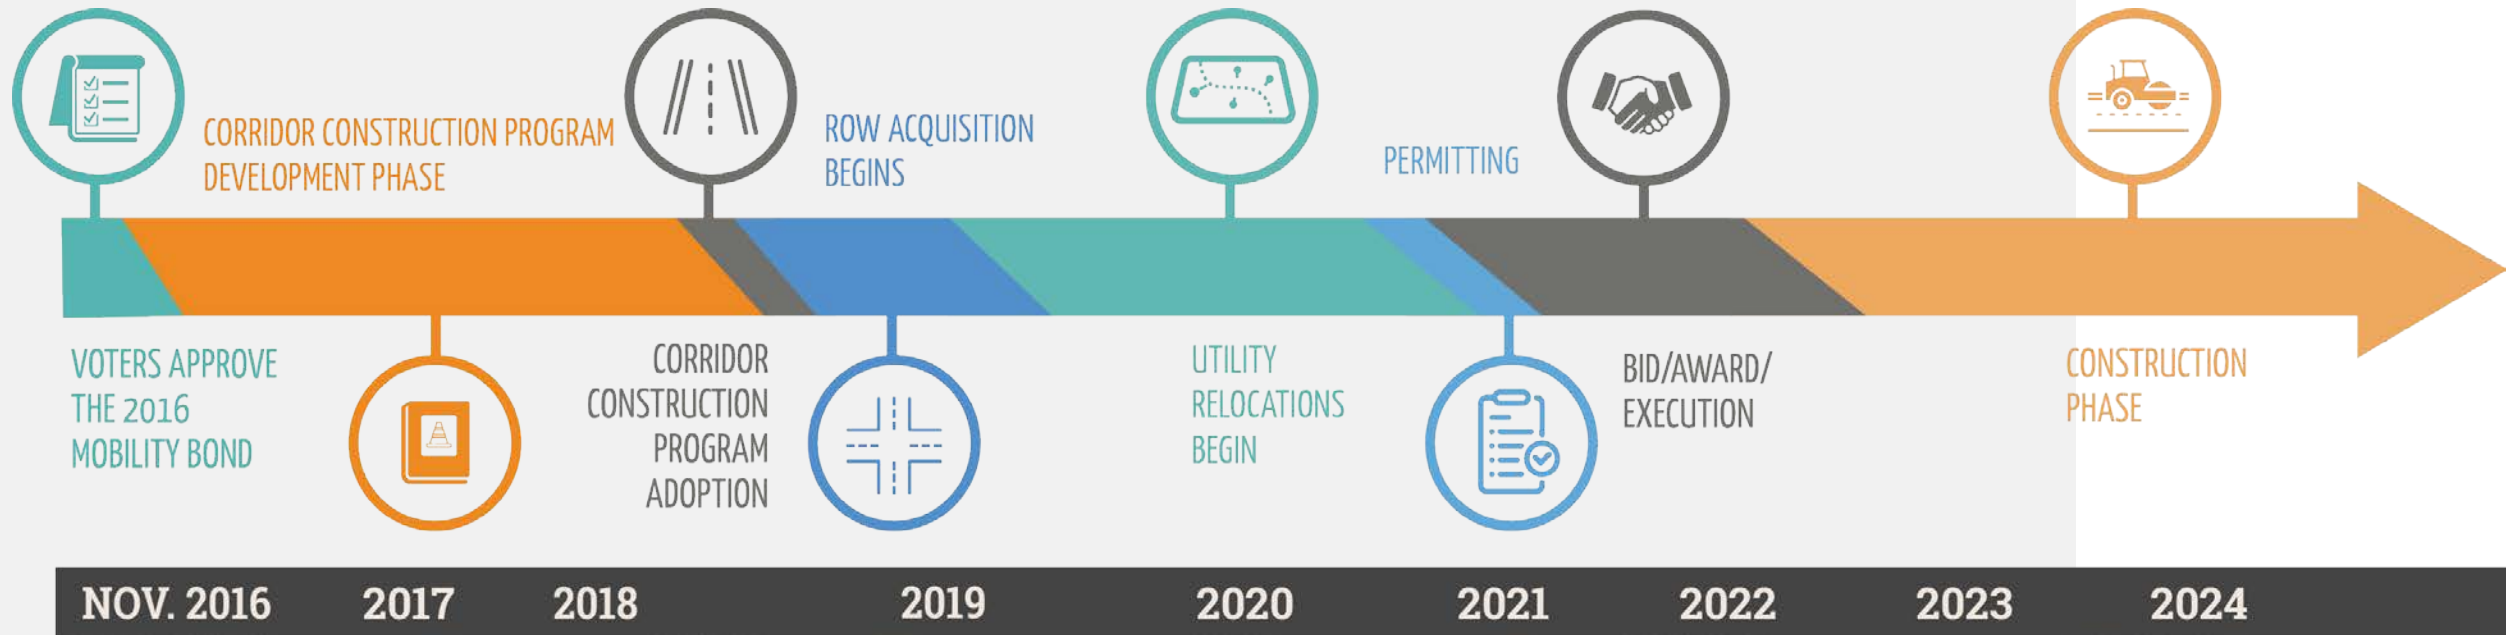 CORRIDOR CONSTRUCTION PROGRAM
DEVELOPMENT PHASE
ROW ACQUISITION
BEGINS
PERMITTING
VOTERS APPROVE
THE 2016
MOBILITY BOND
CORRIDOR
CONSTRUCTION
PROGRAM
ADOPTION
UTILITY
RELOCATIONS
BEGIN
BID/AWARD/
EXECUTION
CONSTRUCTION
PHASE
NOV. 2016 2017 2018 2019 2020 2021 2022 2023 2024